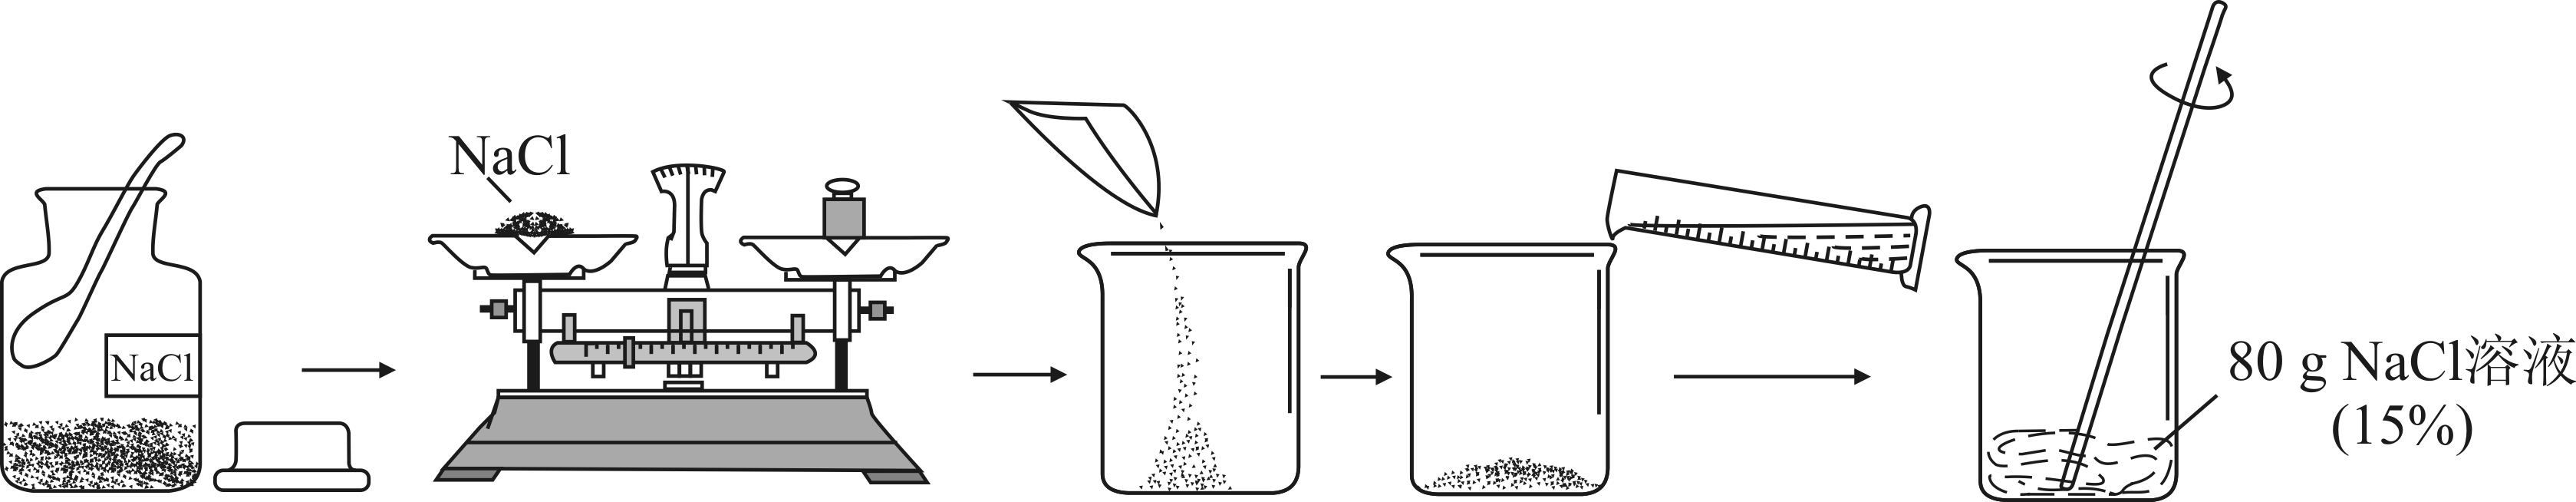 NaCl
NaCl
80 g NaCl溶液
(15%)